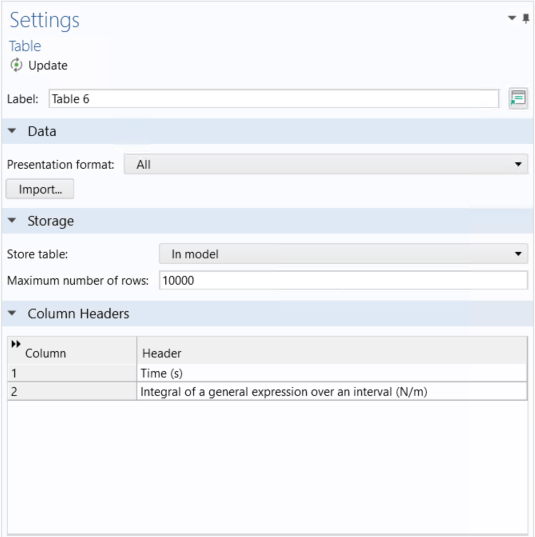 Settings
Table
Update
Label: Table 6
Data
Presentation format: All
Import...
Storage
Store table: In model
Maximum number of rows: 10000
Column Headers
Column Header
1 Time (s)
2 Integral of a general expression over an interval (N/m)